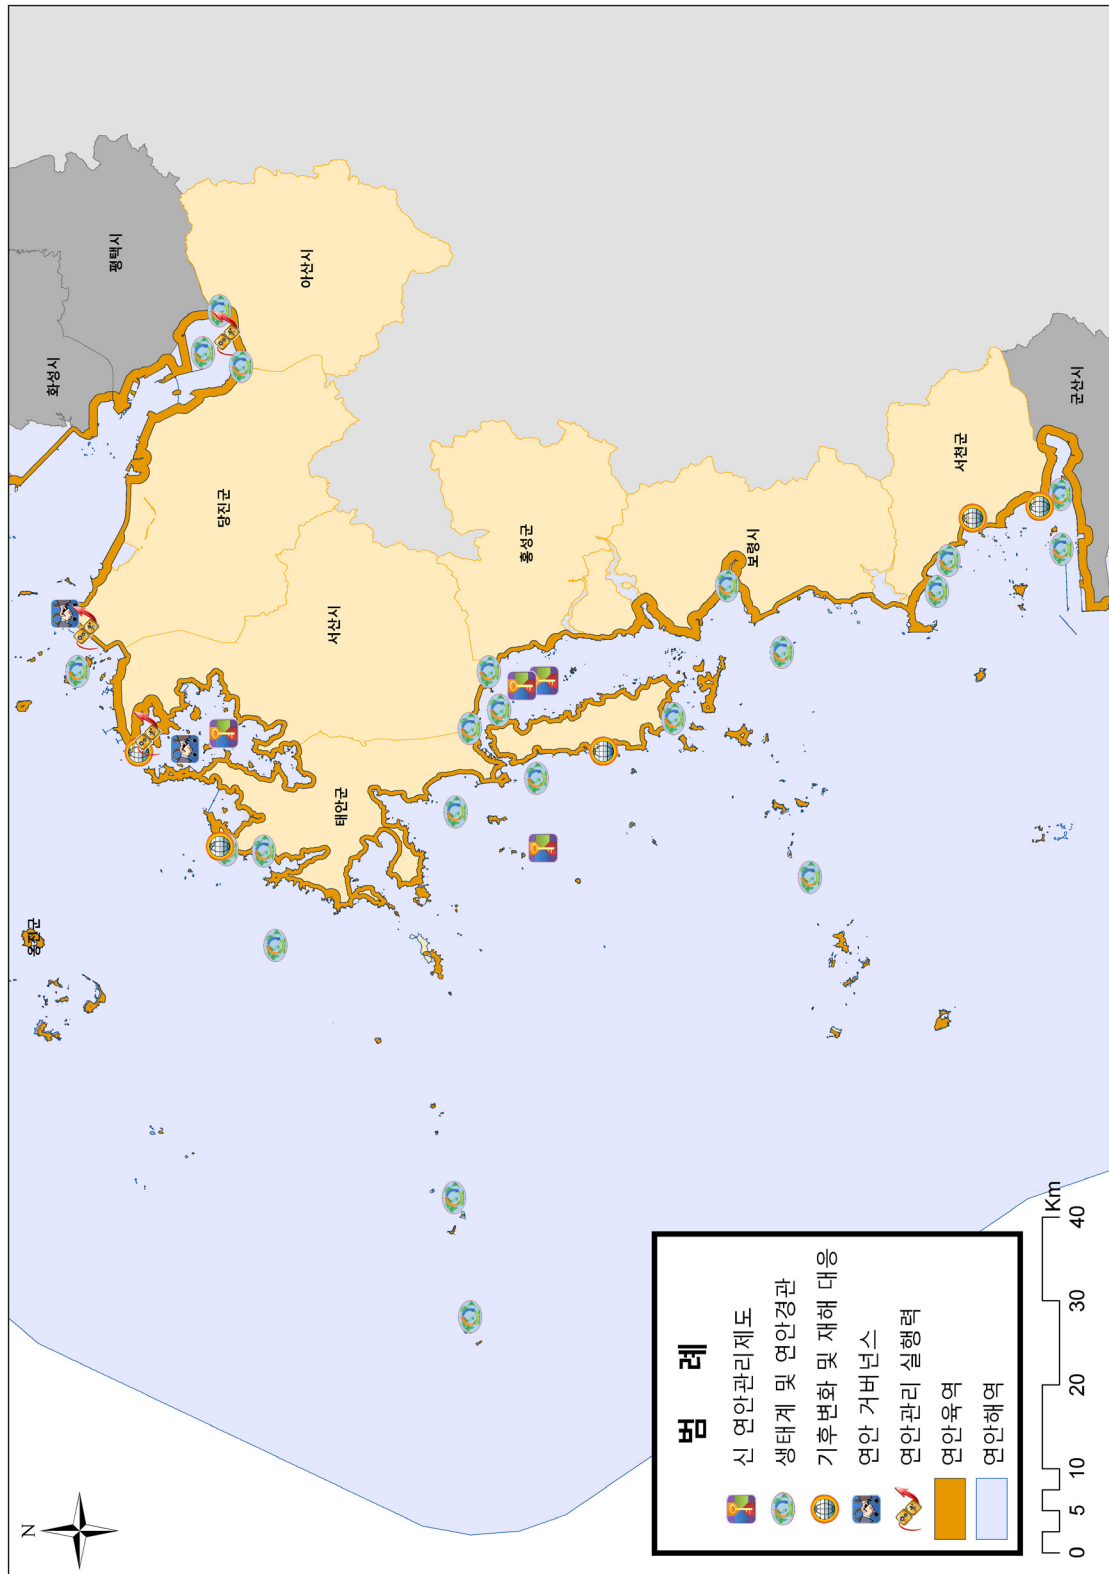 옹진군
화성시
평택시
당진군
아산시
서산시
태안군
홍성군
보령시
서천군
군산시
N
범 례
신 연안관리제도
생태계 및 연안경관
기후변화 및 재해 대응
연안 거버넌스
연안관리 실행력
연안육역
연안해역
0 5 10 20 30 40 Km